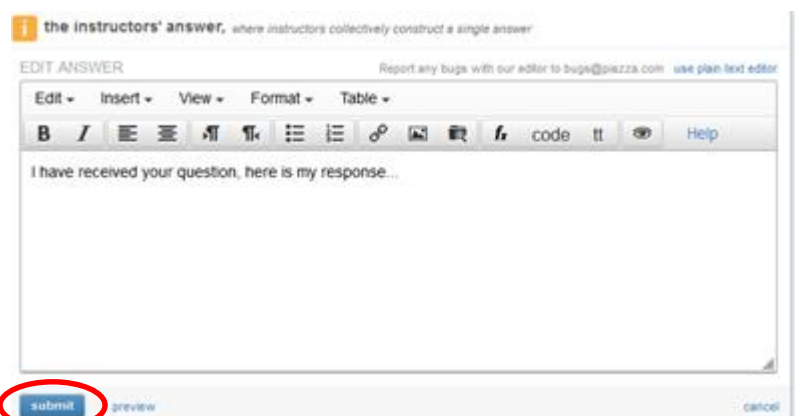 i the instructors' answer, where instructors collectively construct a single answer
EDIT ANSWER Report any bugs with our editor to bugs@piazza.com use plain text editor
Edit Insert View Format Table
B I code tt Help
I have received your question, here is my response...
submit preview cancel